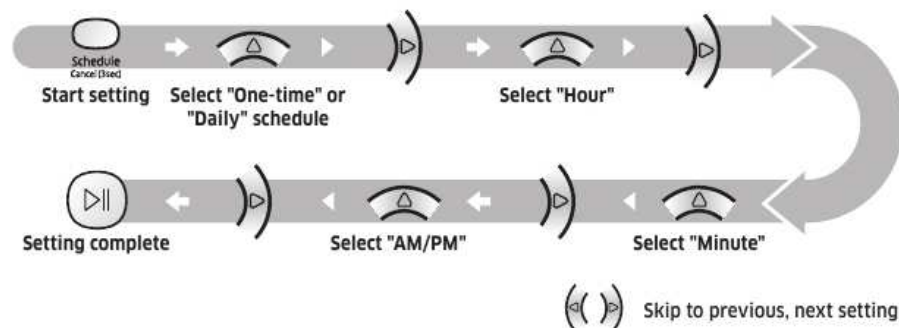 Schedule
Cancel (3sec)
Start setting
Select "One-time" or
"Daily" schedule
Select "Hour"
Setting complete
Select "AM/PM"
Select "Minute"
Skip to previous, next setting